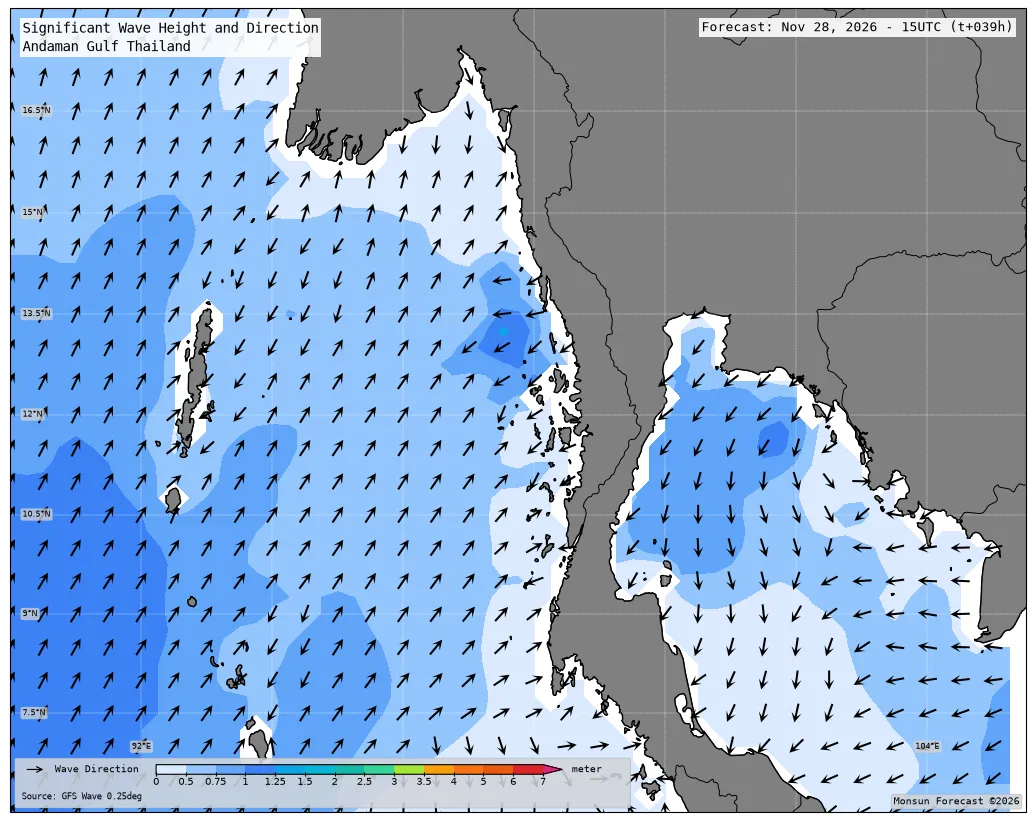 Significant Wave Height and Direction
Andaman Gulf Thailand
Forecast: Nov 28, 2026 - 15UTC (t+039h)
16.5°N
15°N
13.5°N
12°N
10.5°N
9°N
7.5°N
92°E
104°E
Wave Direction
0 0.5 0.75 1 1.25 1.5 2 2.5 3 3.5 4 5 6 7
meter
Source: GFS Wave 0.25deg
Monsun Forecast ©2026